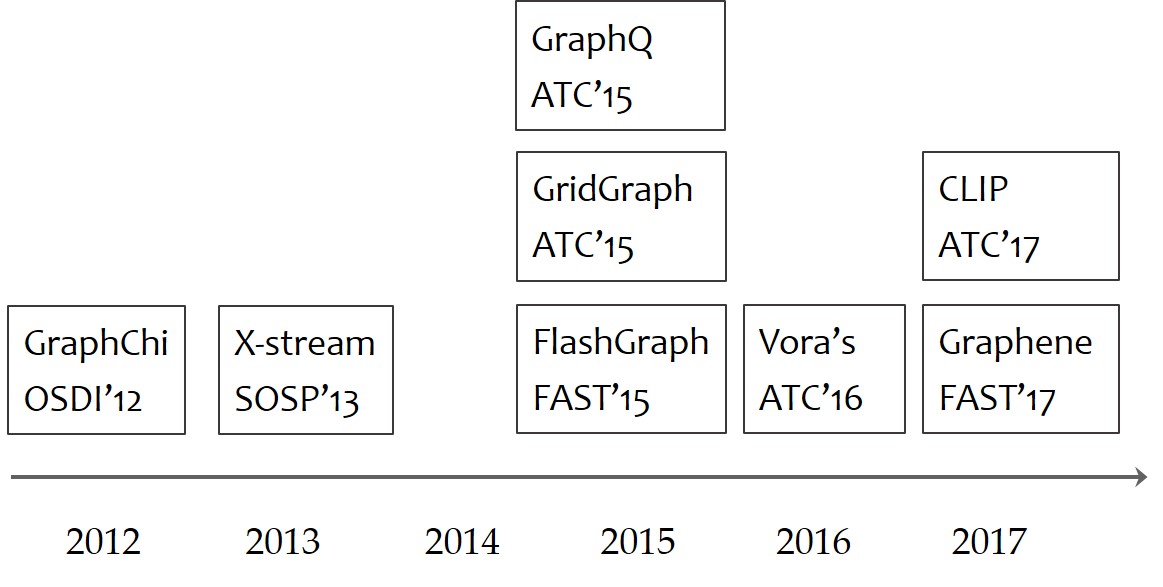 GraphQ
ATC’15
GridGraph
ATC’15
CLIP
ATC’17
GraphChi
OSDI’12
X-stream
SOSP’13
FlashGraph
FAST’15
Vora’s
ATC’16
Graphene
FAST’17
2012 2013 2014 2015 2016 2017